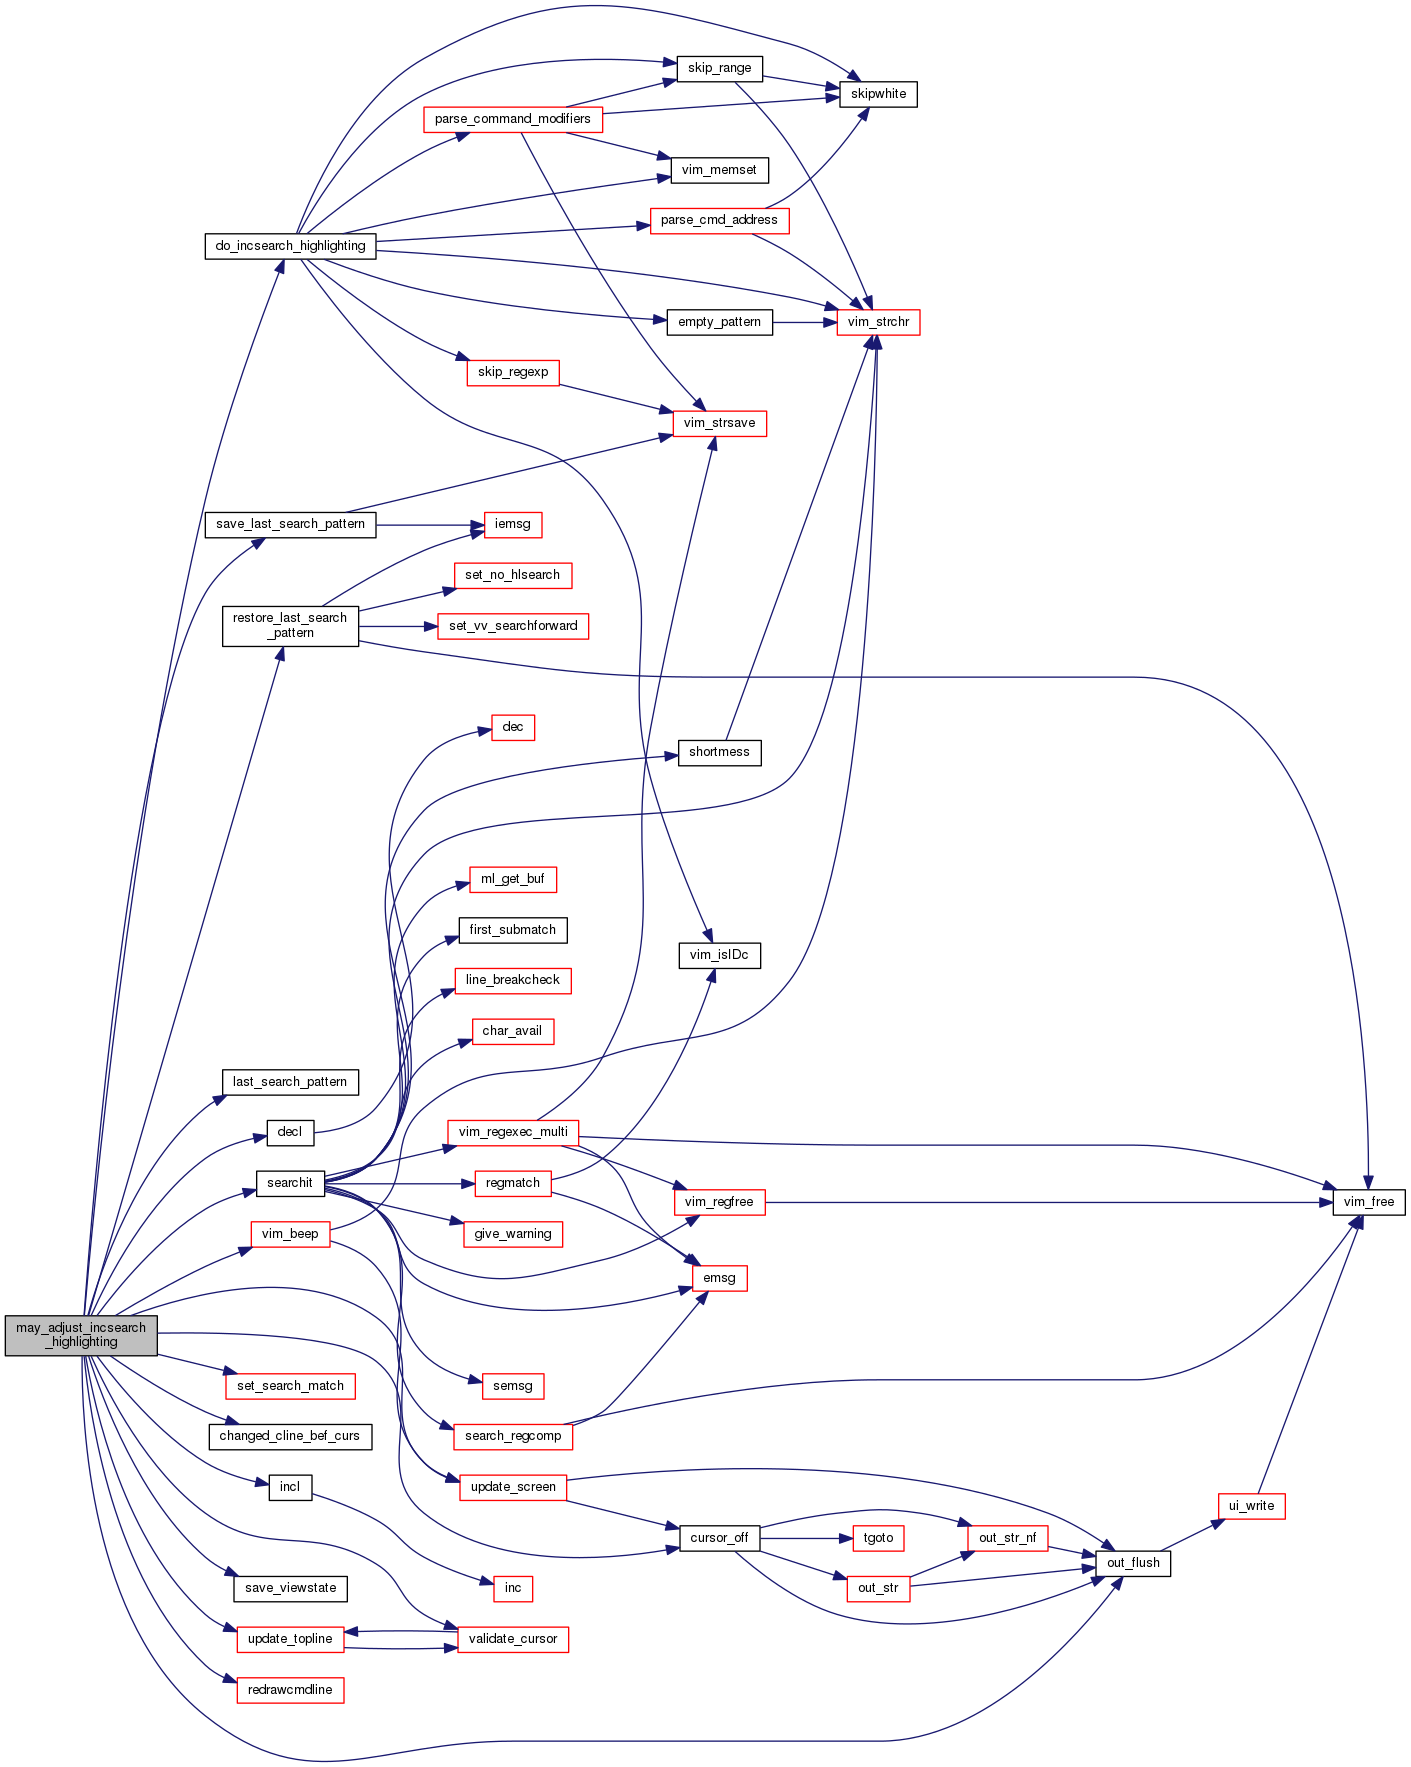 skip_range
skipwhite
parse_command_modifiers
vim_memset
parse_cmd_address
do_incsearch_highlighting
empty_pattern
vim_strchr
skip_regexp
vim_strsave
save_last_search_pattern
iemsg
set_no_hlsearch
restore_last_search
_pattern
set_vv_searchforward
dec
shortmess
ml_get_buf
first_submatch
vim_isIDc
line_breakcheck
char_avail
last_search_pattern
decl
vim_regexec_multi
searchit
regmatch
vim_regfree
vim_free
vim_beep
give_warning
emsg
may_adjust_incsearch
_highlighting
set_search_match
semsg
changed_cline_bef_curs
search_regcomp
incl
update_screen
ui_write
cursor_off
tgoto
out_str_nf
out_flush
save_viewstate
inc
out_str
update_topline
validate_cursor
redrawcmdline